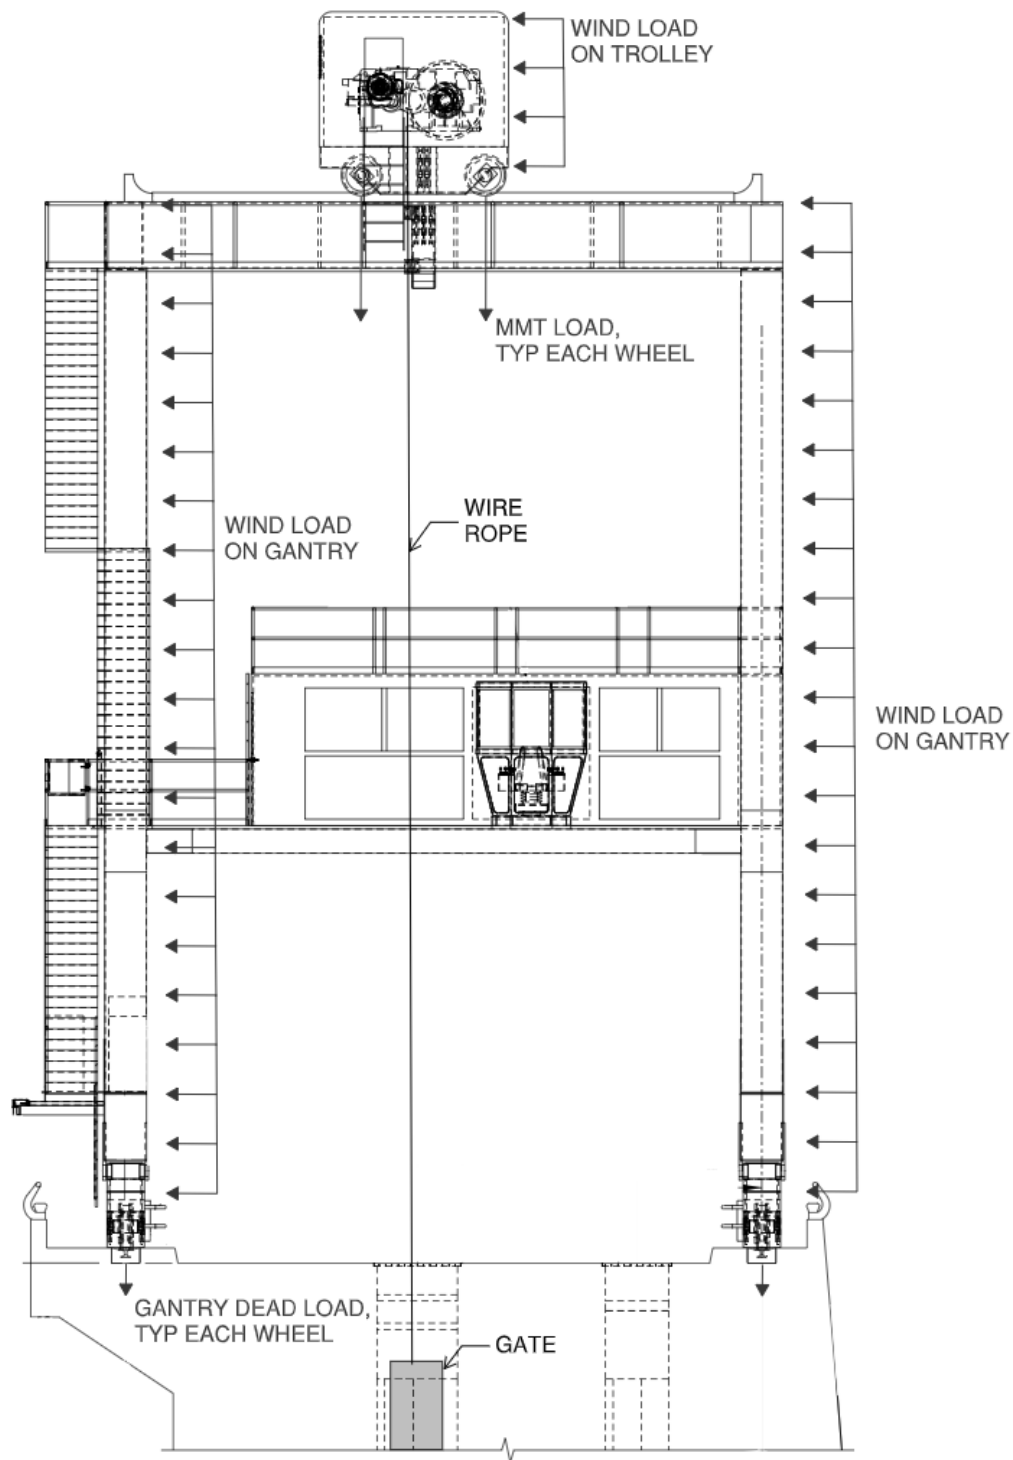 WIND LOAD
ON TROLLEY
MMT LOAD,
TYP EACH WHEEL
WIRE
ROPE
WIND LOAD
ON GANTRY
WIND LOAD
ON GANTRY
GANTRY DEAD LOAD,
TYP EACH WHEEL
GATE